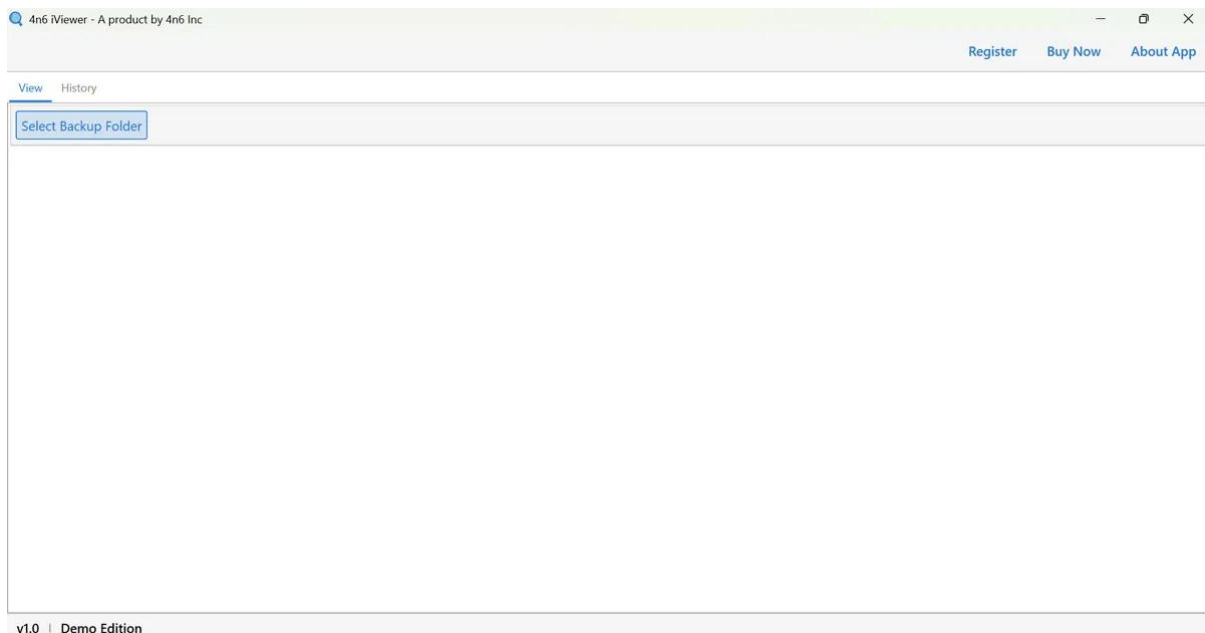 4n6 iViewer - A product by 4n6 Inc
Register Buy Now About App
View History
Select Backup Folder
v1.0 | Demo Edition